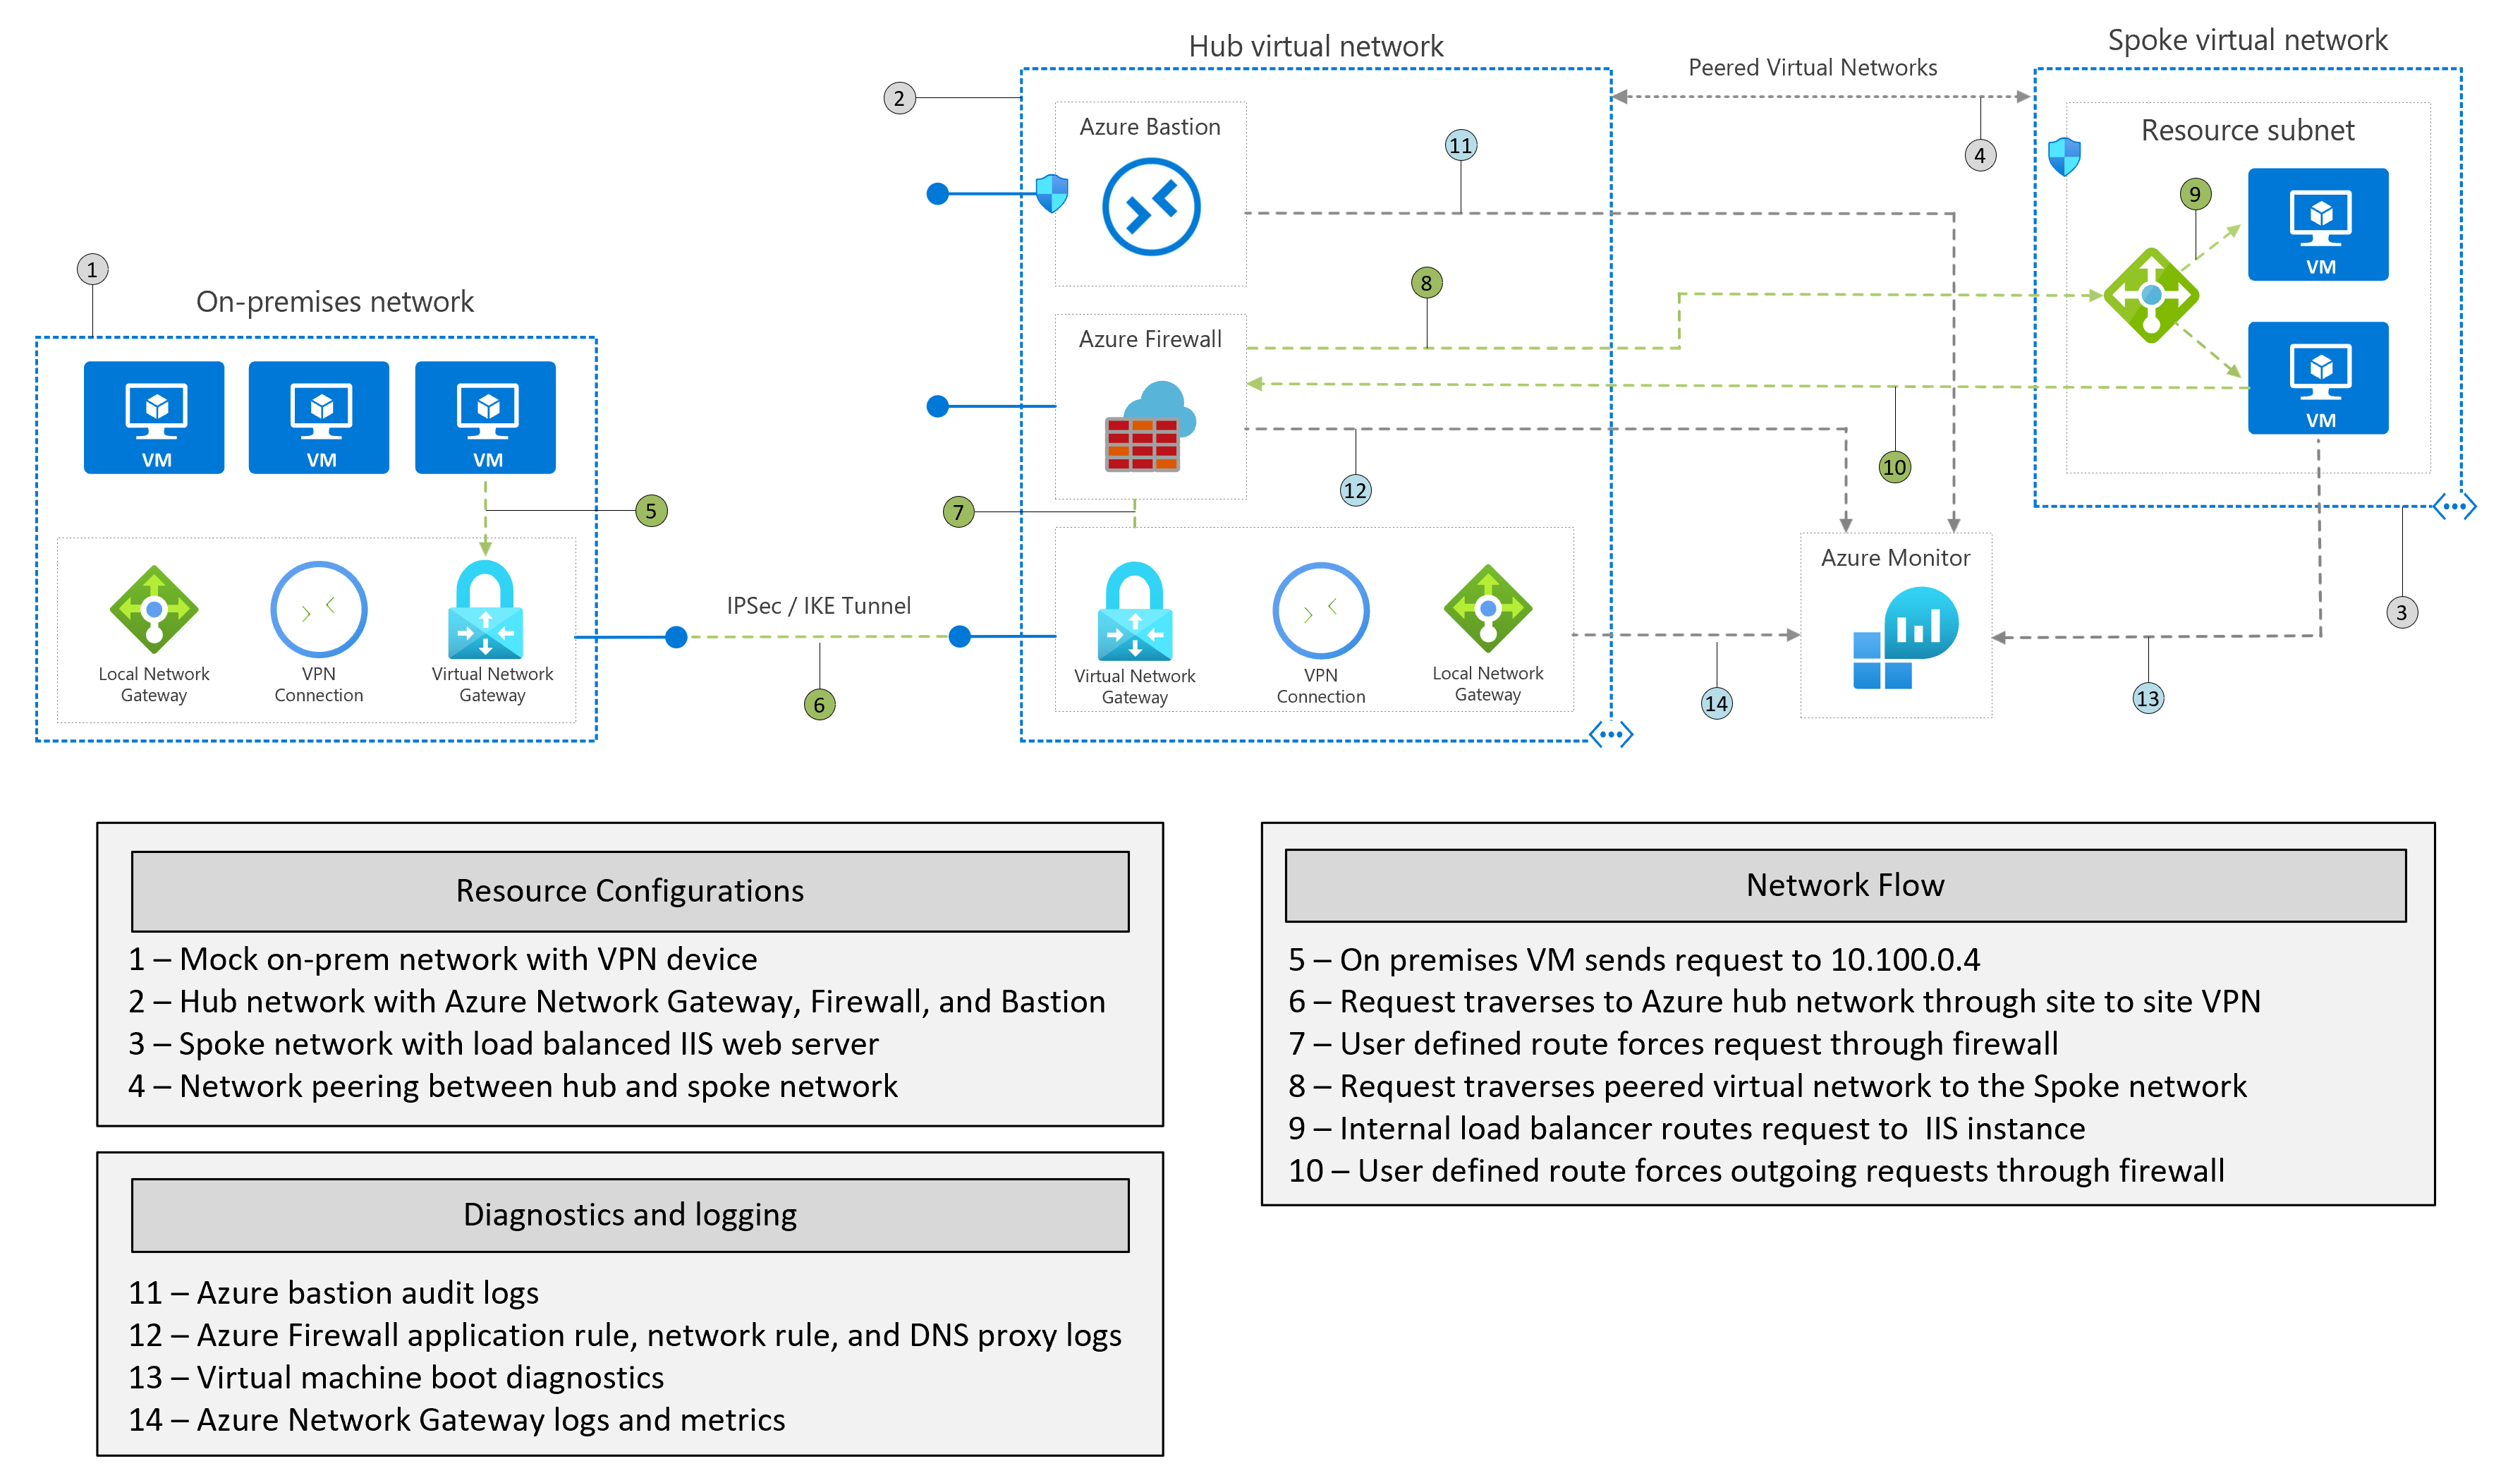 Hub virtual network
Spoke virtual network
Peered Virtual Networks
2
4
Azure Bastion
11
Resource subnet
9
VM
1
On-premises network
8
Azure Firewall
VM
VM
VM
VM
10
12
5
7
Azure Monitor
3
IPSec / IKE Tunnel
Local Network
Gateway
VPN
Connection
Virtual Network
Gateway
6
Virtual Network
Gateway
VPN
Connection
Local Network
Gateway
14
13
Resource Configurations
1 – Mock on-prem network with VPN device
2 – Hub network with Azure Network Gateway, Firewall, and Bastion
3 – Spoke network with load balanced IIS web server
4 – Network peering between hub and spoke network
Network Flow
5 – On premises VM sends request to 10.100.0.4
6 – Request traverses to Azure hub network through site to site VPN
7 – User defined route forces request through firewall
8 – Request traverses peered virtual network to the Spoke network
9 – Internal load balancer routes request to  IIS instance
10 – User defined route forces outgoing requests through firewall
Diagnostics and logging
11 – Azure bastion audit logs
12 – Azure Firewall application rule, network rule, and DNS proxy logs
13 – Virtual machine boot diagnostics
14 – Azure Network Gateway logs and metrics